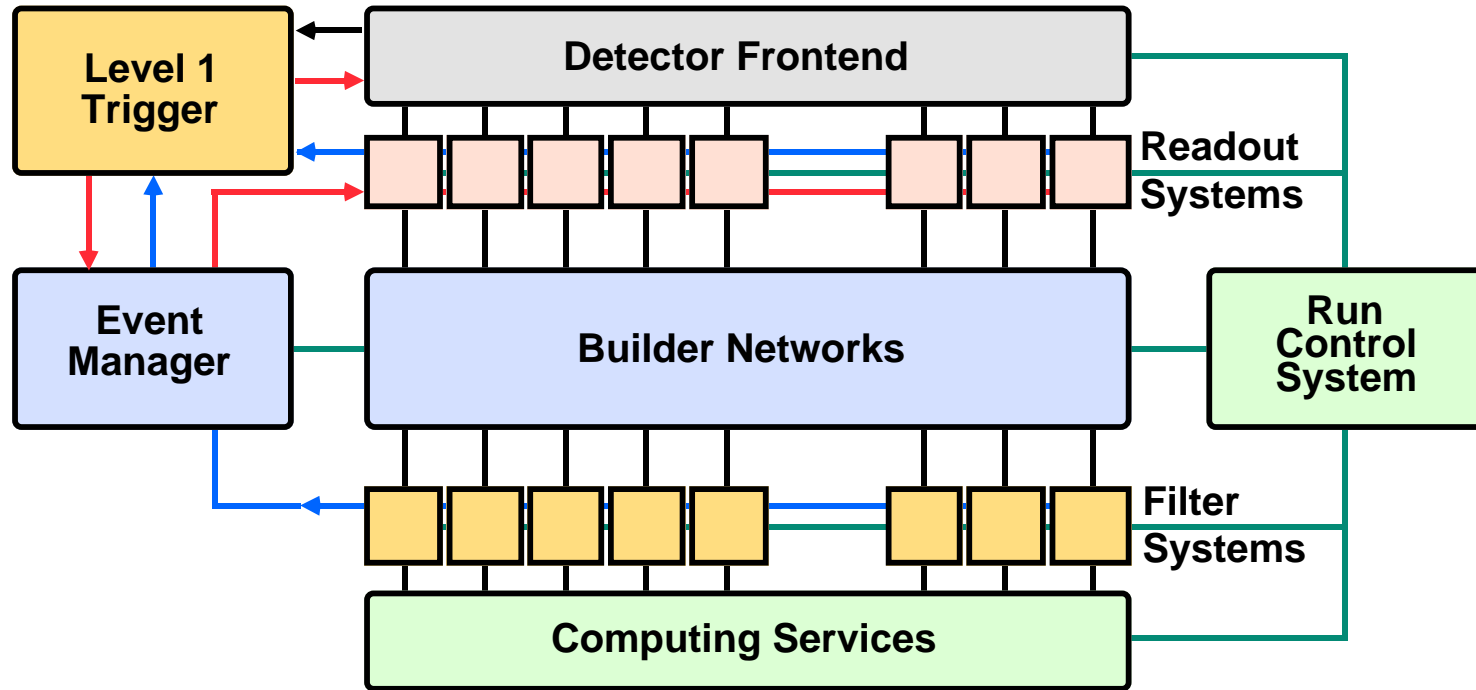 Level 1
Trigger
Detector Frontend
Readout
Systems
Event
Manager
Builder Networks
Run
Control
System
Filter
Systems
Computing Services